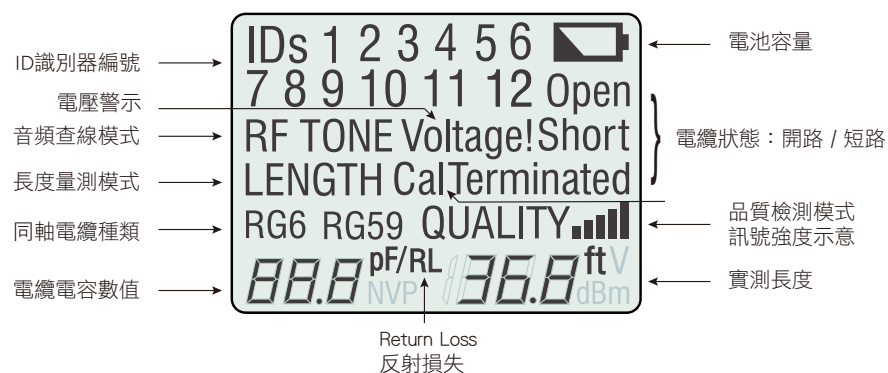 IDs 1 2 3 4 5 6
7 8 9 10 11 12 Open
RF TONE Voltage! Short
LENGTH Cal Terminated
RG6 RG59 QUALITY
88.8 pF/RL NVP 136.8 ft V dBm
ID識別器編號
電壓警示
音頻查線模式
長度量測模式
同軸電纜種類
電纜電容數值
電池容量
電纜狀態：開路 / 短路
品質檢測模式
訊號強度示意
實測長度
Return Loss
反射損失